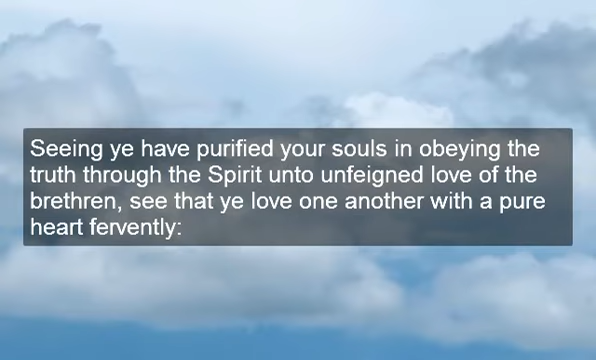 Seeing ye have purified your souls in obeying the
truth through the Spirit unto unfeigned love of the
brethren, see that ye love one another with a pure
heart fervently: